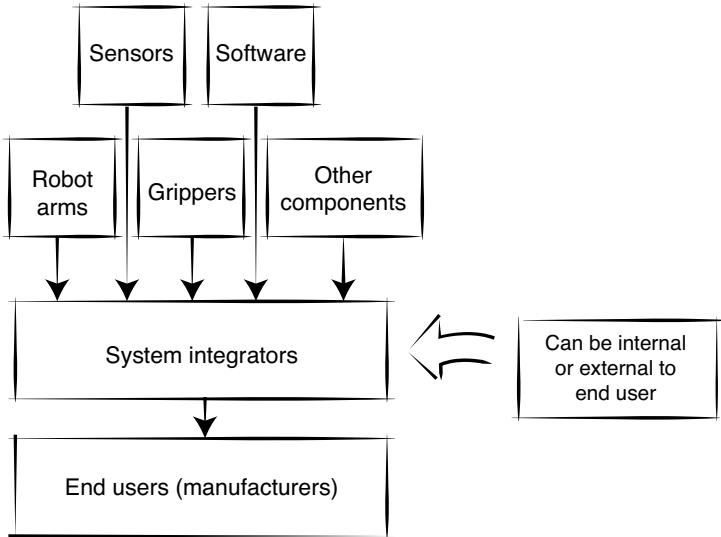 Sensors
Software
Robot
arms
Grippers
Other
components
System integrators
Can be internal
or external to
end user
End users (manufacturers)